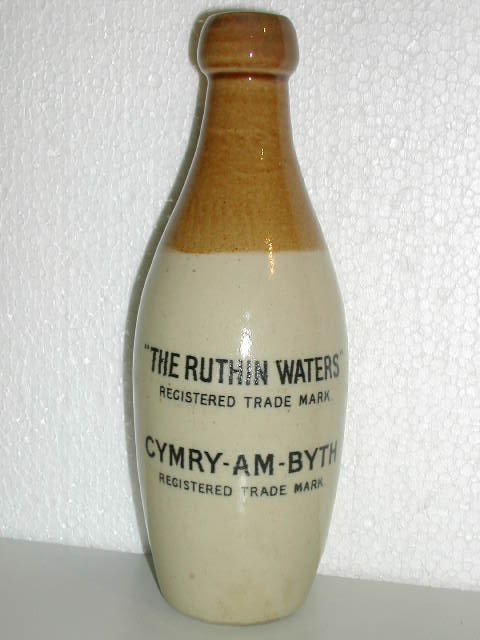 "THE RUTHIN WATERS"
REGISTERED TRADE MARK.
CYMRY-AM-BYTH
REGISTERED TRADE MARK